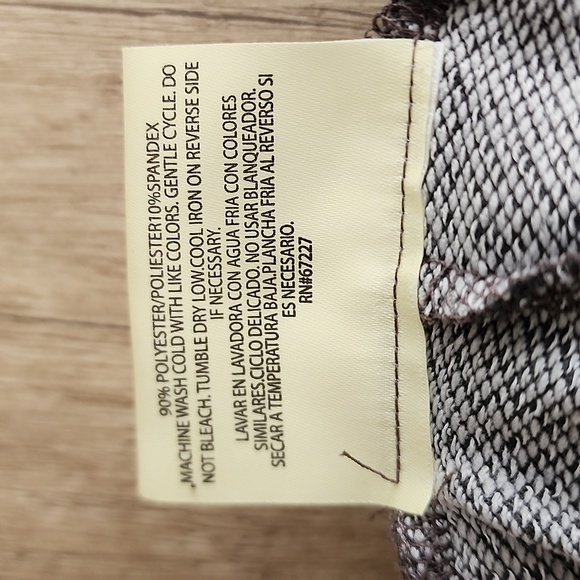 90% POLYESTER/POLIESTER10%SPANDEX
,MACHINE WASH COLD WITH LIKE COLORS. GENTLE CYCLE. DO
NOT BLEACH. TUMBLE DRY LOW.COOL IRON ON REVERSE SIDE
IF NECESSARY.
LAVAR EN LAVADORA CON AGUA FRIA CON COLORES
SIMILARES.CICLO DELICADO. NO USAR BLANQUEADOR.
SECAR A TEMPERATURA BAJA.PLANCHA FRIA AL REVERSO SI
ES NECESARIO.
RN#67227